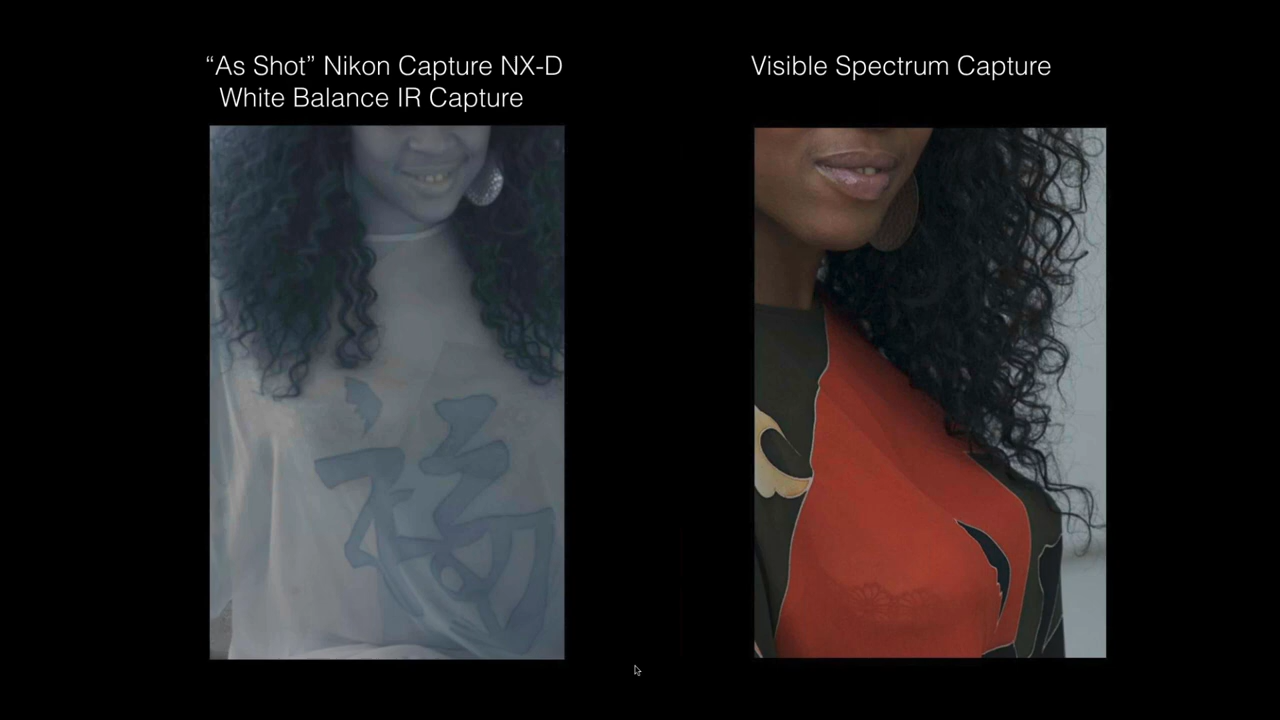 “As Shot” Nikon Capture NX-D
White Balance IR Capture
Visible Spectrum Capture